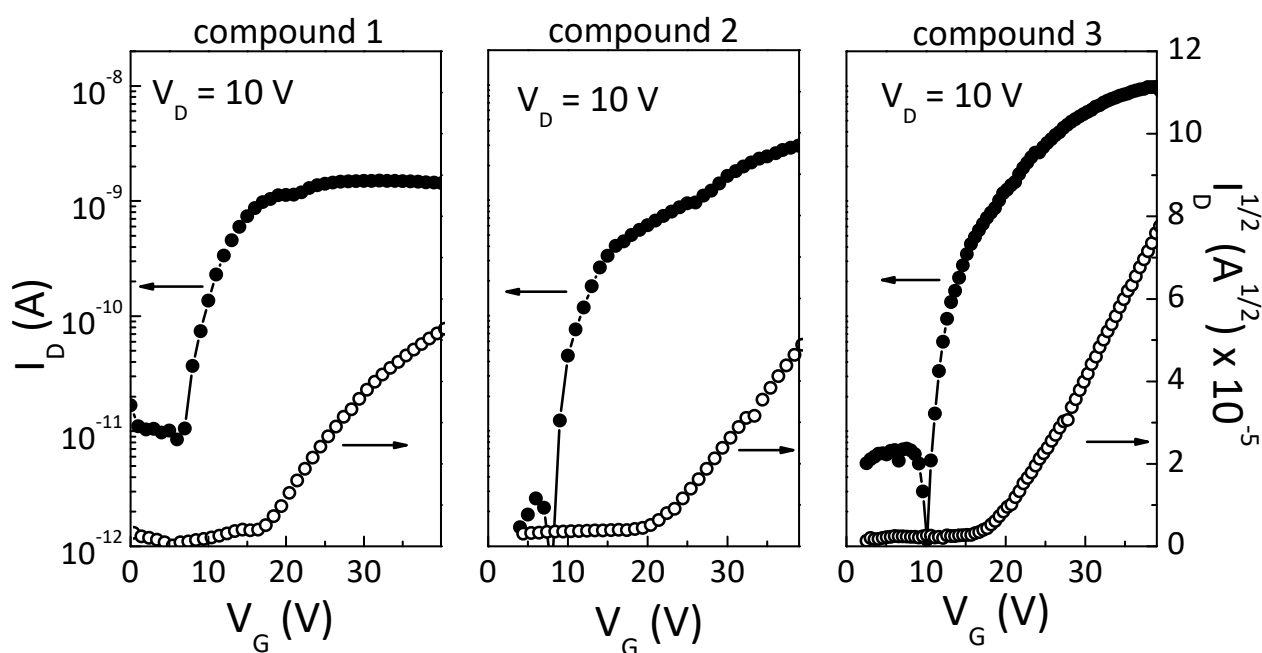 compound 1
compound 2
compound 3
V_D = 10 V
V_D = 10 V
V_D = 10 V
I_D (A)
10^-8
10^-9
10^-10
10^-11
10^-12
12
10
8
6
4
2
0
I_D^1/2 (A^1/2) x 10^-5
0 10 20 30
0 10 20 30
0 10 20 30
V_G (V)
V_G (V)
V_G (V)